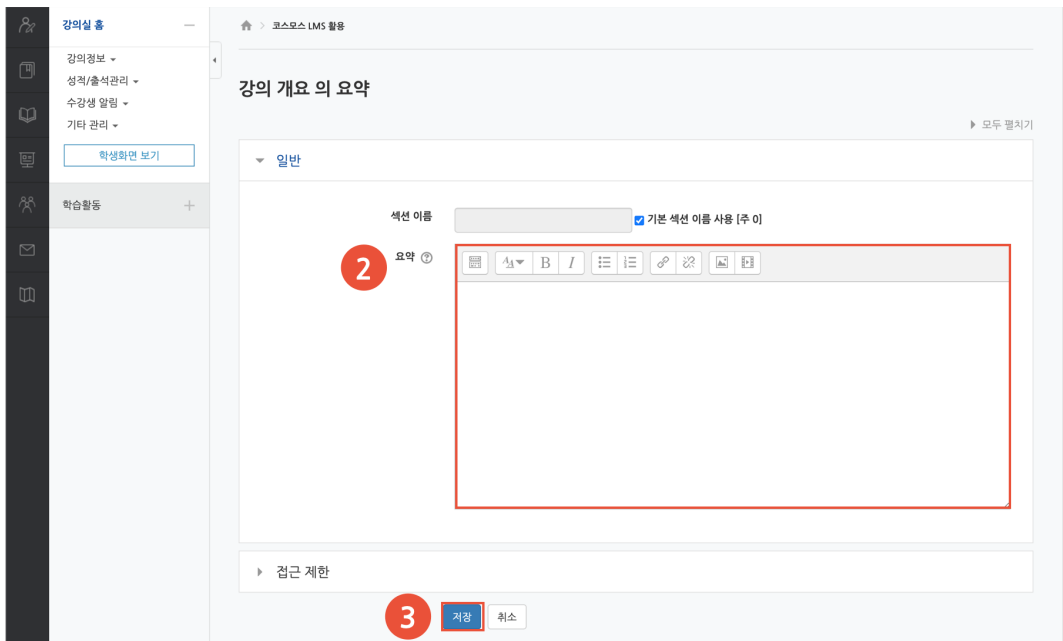 강의실 홈
코스모스 LMS 활용
강의정보
성적/출석관리
수강생 알림
기타 관리
학생화면 보기
학습활동
강의 개요 의 요약
모두 펼치기
일반
섹션 이름
기본 섹션 이름 사용 [주 0]
2
요약
B I
접근 제한
3
저장
취소